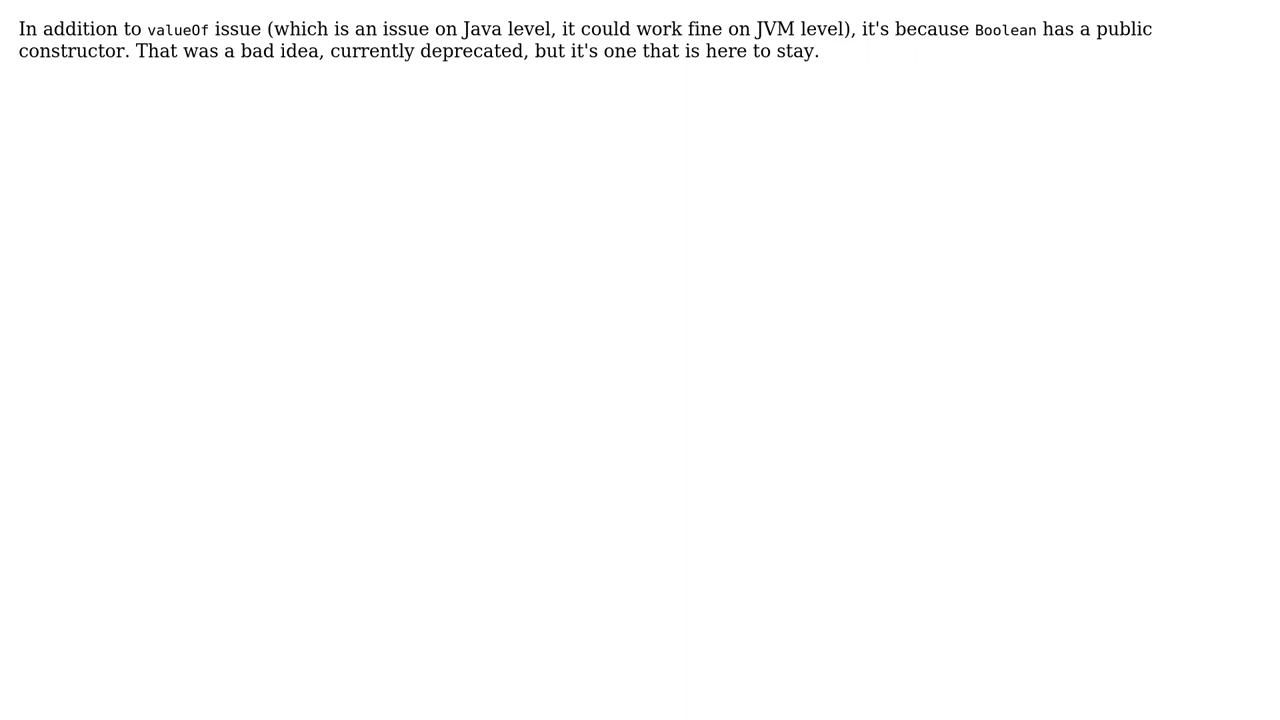 In addition to valueOf issue (which is an issue on Java level, it could work fine on JVM level), it's because Boolean has a public
constructor. That was a bad idea, currently deprecated, but it's one that is here to stay.